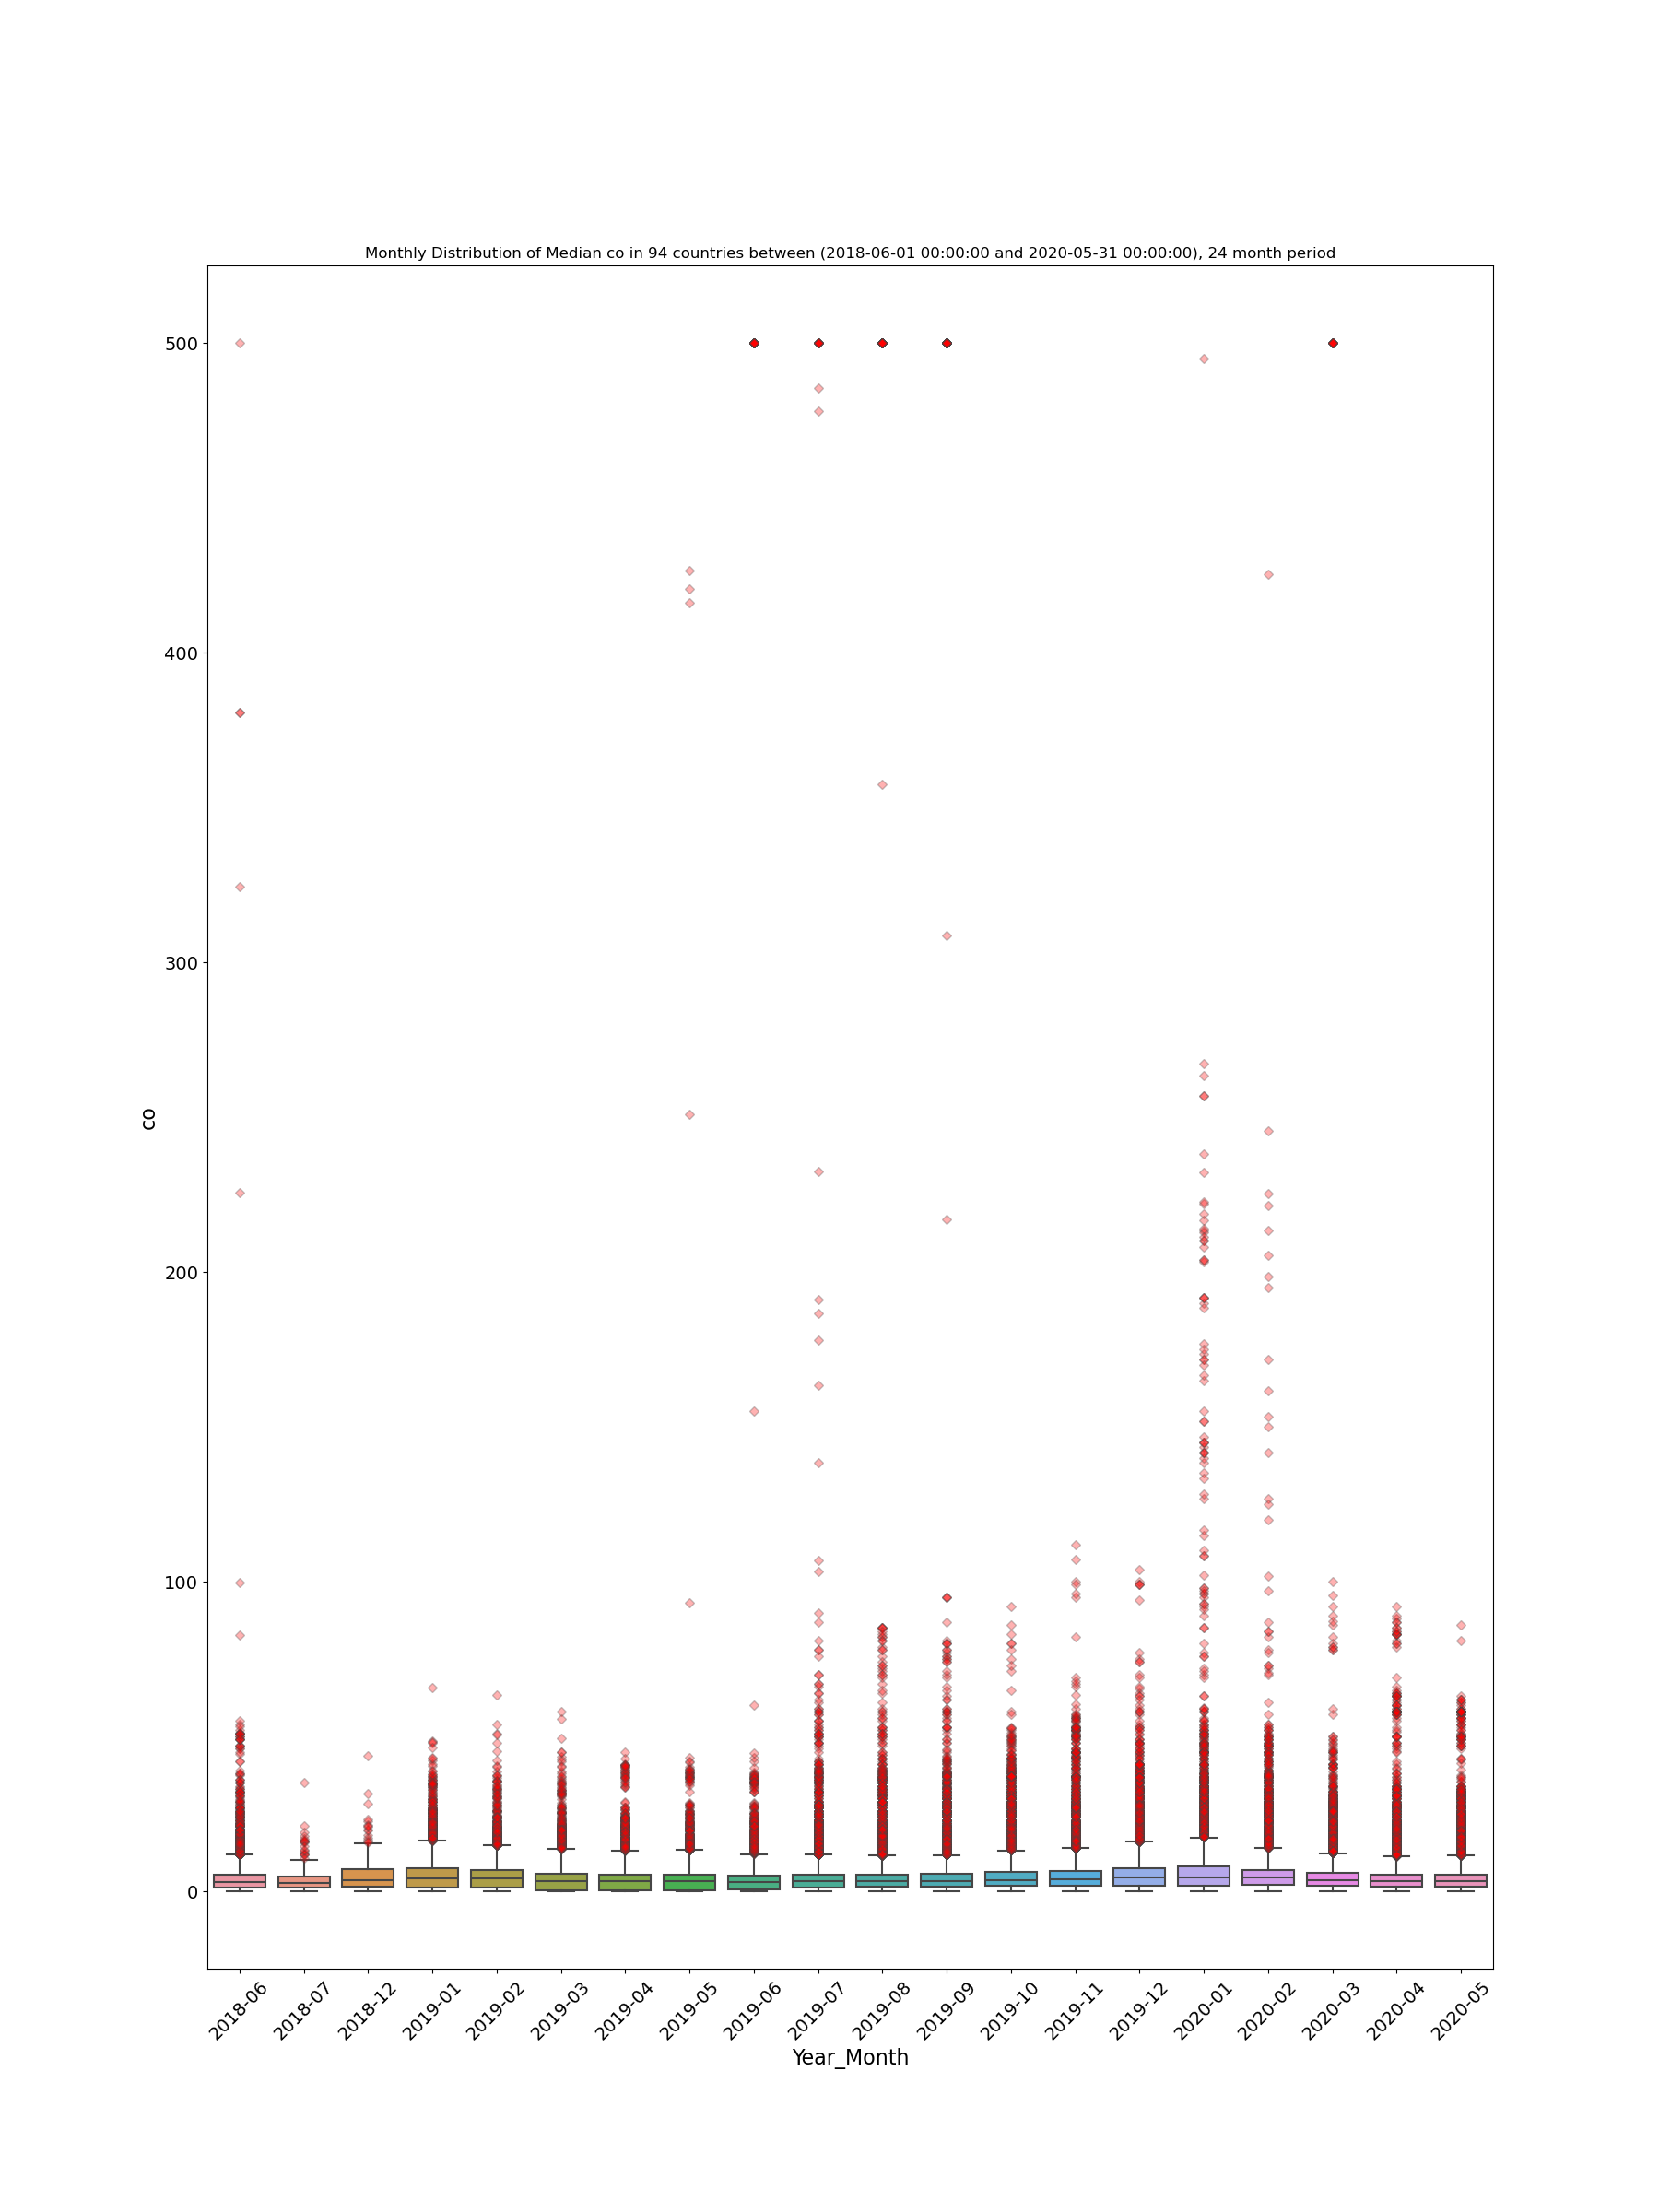 Monthly Distribution of Median co in 94 countries between (2018-06-01 00:00:00 and 2020-05-31 00:00:00), 24 month period
500
400
300
200
100
0
co
2018-06 2018-07 2018-12 2019-01 2019-02 2019-03 2019-04 2019-05 2019-06 2019-07 2019-08 2019-09 2019-10 2019-11 2019-12 2020-01 2020-02 2020-03 2020-04 2020-05
Year_Month